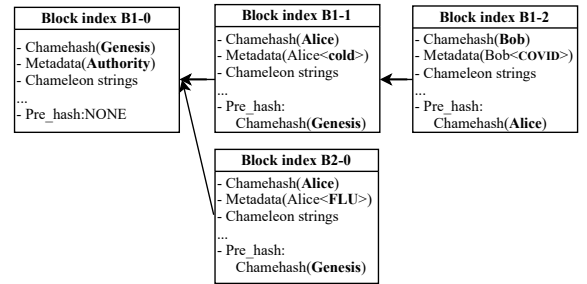 Block index B1-0
- Chamehash(Genesis)
- Metadata(Authority)
- Chameleon strings
...
- Pre_hash:NONE
Block index B1-1
- Chamehash(Alice)
- Metadata(Alice<cold>)
- Chameleon strings
...
- Pre_hash:
Chamehash(Genesis)
Block index B1-2
- Chamehash(Bob)
- Metadata(Bob<COVID>)
- Chameleon strings
...
- Pre_hash:
Chamehash(Alice)
Block index B2-0
- Chamehash(Alice)
- Metadata(Alice<FLU>)
- Chameleon strings
...
- Pre_hash:
Chamehash(Genesis)